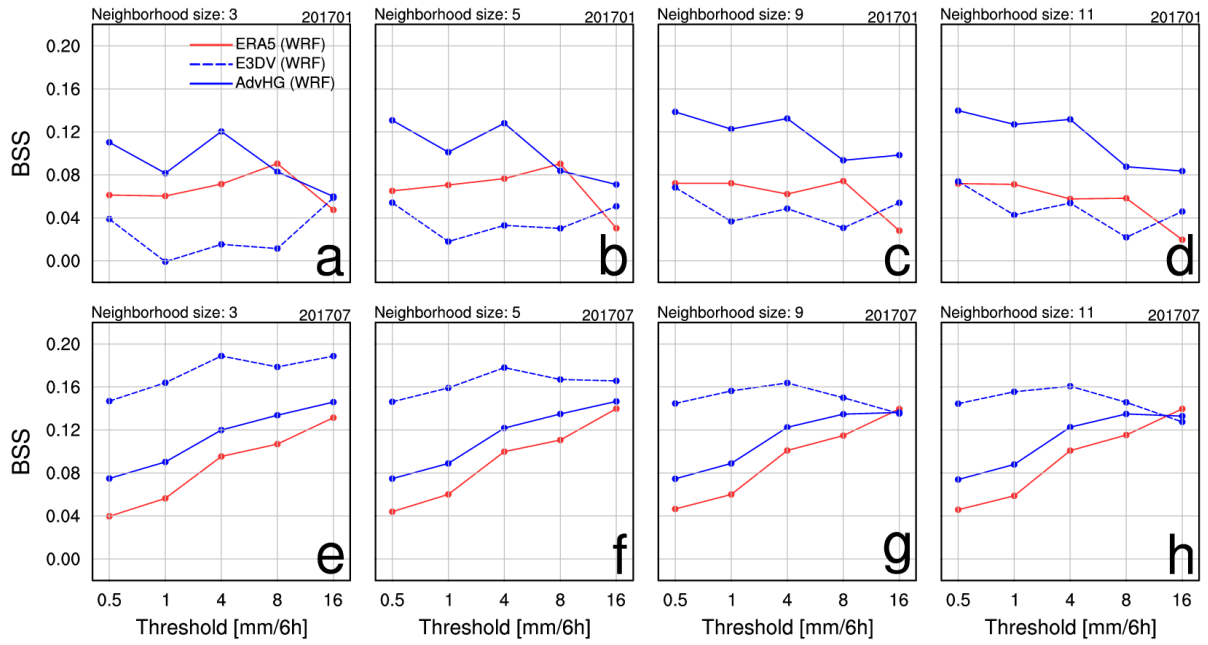 Neighborhood size: 3 201701 Neighborhood size: 5 201701 Neighborhood size: 9 201701 Neighborhood size: 11 201701
0.20
ERA5 (WRF)
E3DV (WRF)
AdvHG (WRF)
0.16
0.12
BSS
0.08
0.04
0.00
a b c d
Neighborhood size: 3 201707 Neighborhood size: 5 201707 Neighborhood size: 9 201707 Neighborhood size: 11 201707
0.20
0.16
0.12
BSS
0.08
0.04
0.00
e f g h
0.5 1 4 8 16 0.5 1 4 8 16 0.5 1 4 8 16 0.5 1 4 8 16
Threshold [mm/6h] Threshold [mm/6h] Threshold [mm/6h] Threshold [mm/6h]